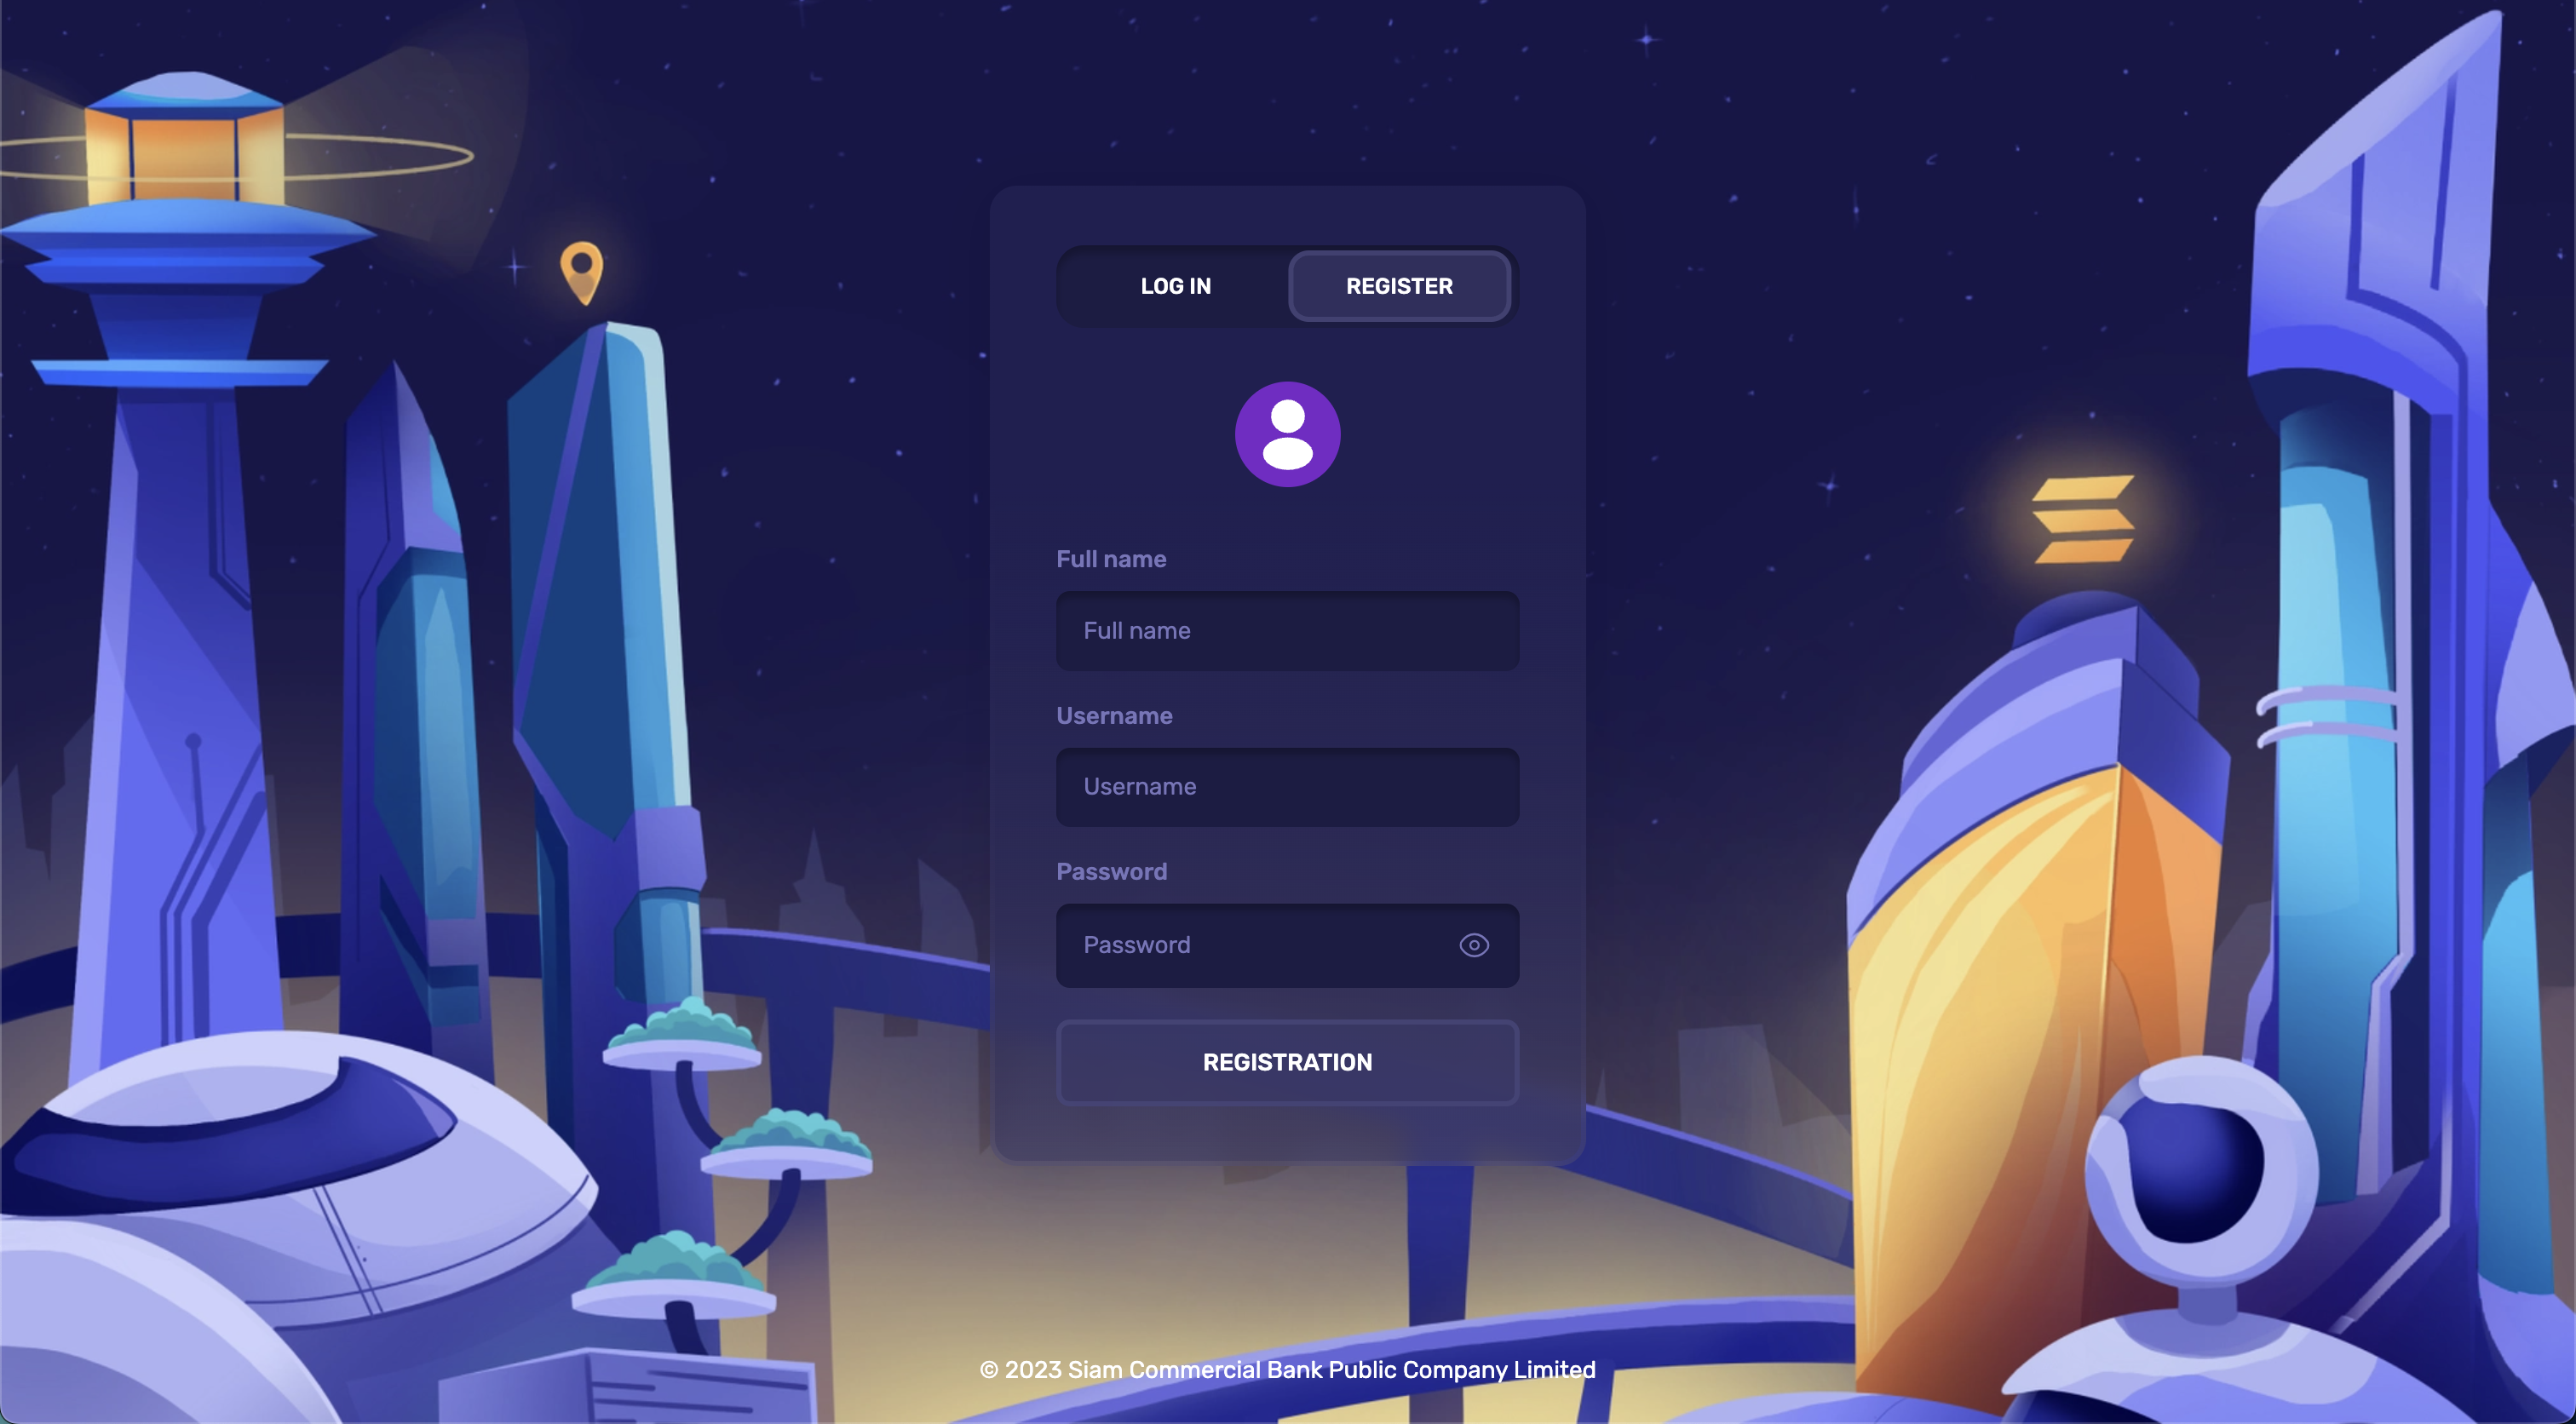 LOG IN
REGISTER
Full name
Full name
Username
Username
Password
Password
REGISTRATION
© 2023 Siam Commercial Bank Public Company Limited